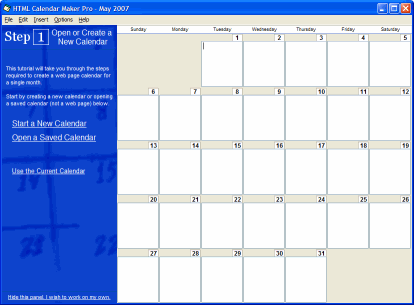 HTML Calendar Maker Pro - May 2007
File Edit Insert Options Help
Step 1 Open or Create a
New Calendar
This tutorial will take you through the steps
required to create a web page calendar for
a single month.
Start by creating a new calendar or opening
a saved calendar (not a web page) below.
Start a New Calendar
Open a Saved Calendar
Use the Current Calendar
Hide this panel, I wish to work on my own.
Sunday Monday Tuesday Wednesday Thursday Friday Saturday
1 2 3 4 5
6 7 8 9 10 11 12
13 14 15 16 17 18 19
20 21 22 23 24 25 26
27 28 29 30 31